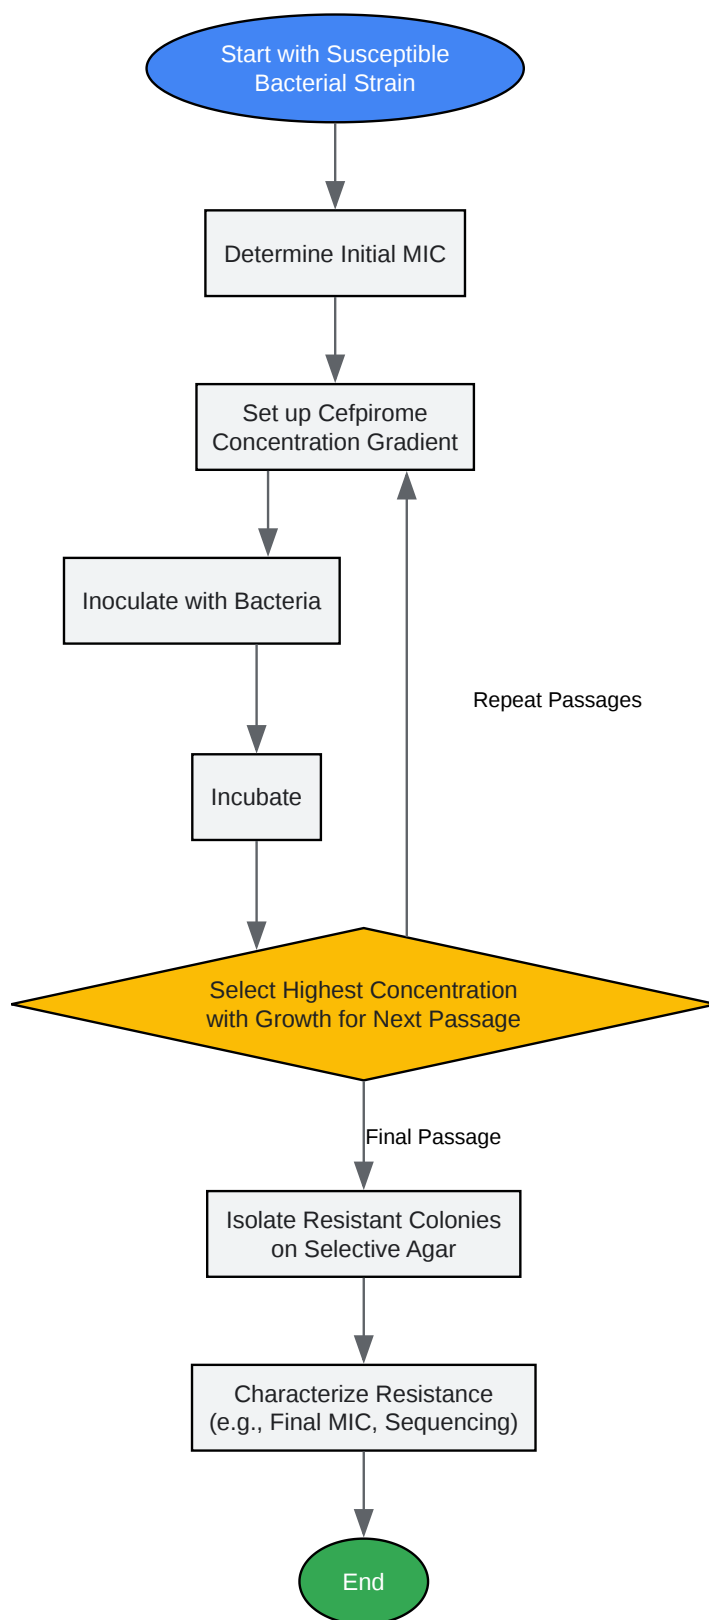 Start with Susceptible
Bacterial Strain
Determine Initial MIC
Set up Cefpirome
Concentration Gradient
Inoculate with Bacteria
Repeat Passages
Incubate
Select Highest Concentration
with Growth for Next Passage
Final Passage
Isolate Resistant Colonies
on Selective Agar
Characterize Resistance
(e.g., Final MIC, Sequencing)
End